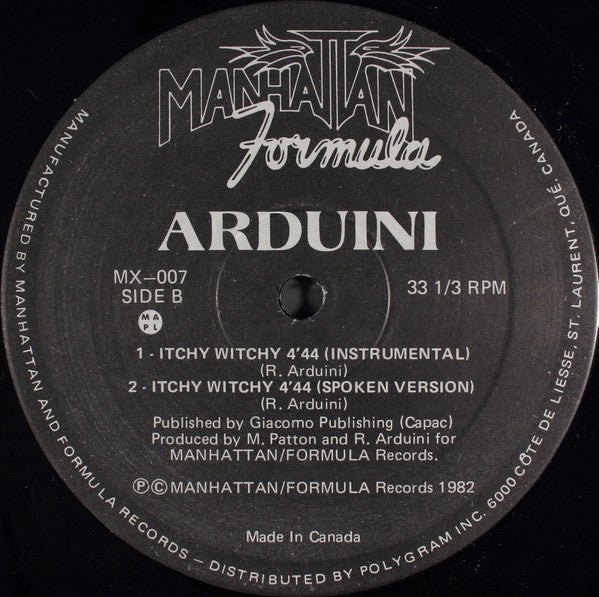 MANHATTAN
Formula
ARDUINI
MX—007
SIDE B
33 1/3 RPM
M A
P L
1 - ITCHY WITCHY 4'44 (INSTRUMENTAL)
(R. Arduini)
2 - ITCHY WITCHY 4'44 (SPOKEN VERSION)
(R. Arduini)
Published by Giacomo Publishing (Capac)
Produced by M. Patton and R. Arduini for
MANHATTAN/FORMULA Records.
ⓅⒸMANHATTAN/FORMULA Records 1982
Made In Canada
MANUFACTURED BY MANHATTAN AND FORMULA RECORDS – DISTRIBUTED BY POLYGRAM INC. 6000 CÔTE DE LIESSE, ST. LAURENT, QUÉ. CANADA